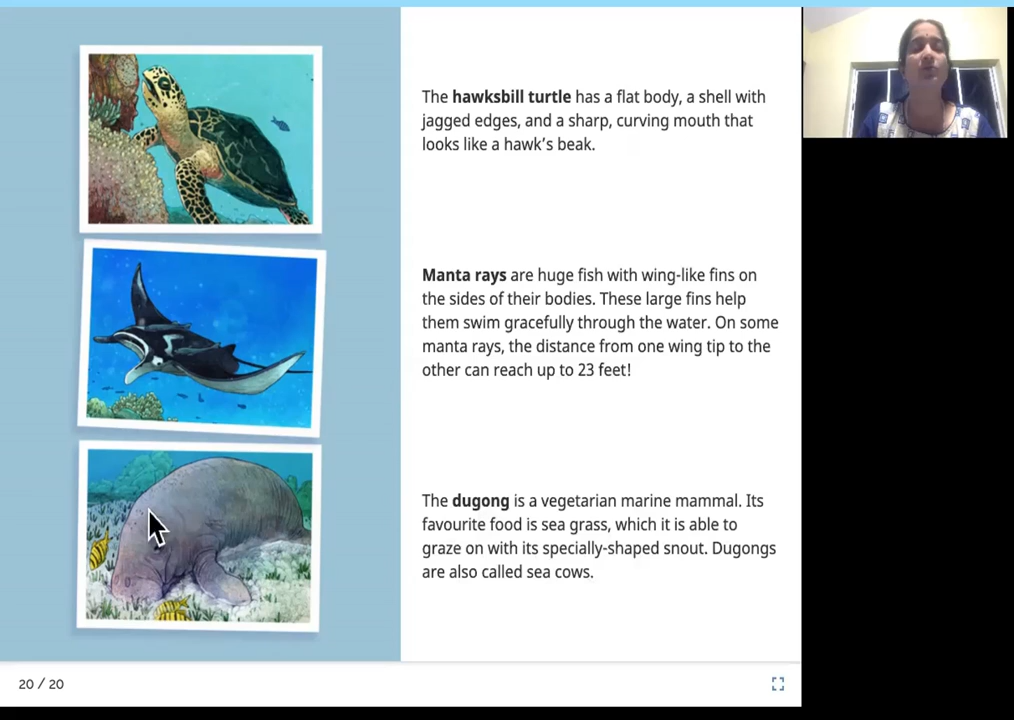 The hawksbill turtle has a flat body, a shell with
jagged edges, and a sharp, curving mouth that
looks like a hawk's beak.
Manta rays are huge fish with wing-like fins on
the sides of their bodies. These large fins help
them swim gracefully through the water. On some
manta rays, the distance from one wing tip to the
other can reach up to 23 feet!
The dugong is a vegetarian marine mammal. Its
favourite food is sea grass, which it is able to
graze on with its specially-shaped snout. Dugongs
are also called sea cows.
20 / 20